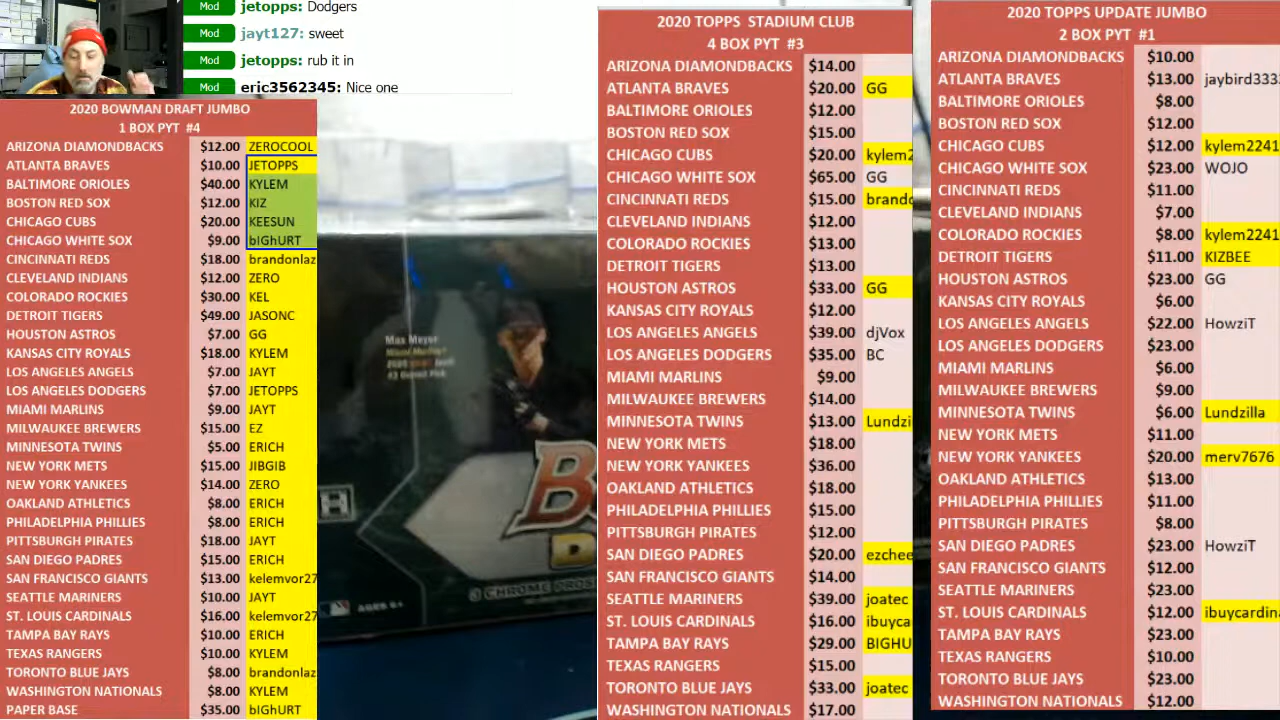 Mod jetopps: Dodgers
Mod jayt127: sweet
Mod jetopps: rub it in
Mod eric3562345: Nice one
2020 BOWMAN DRAFT JUMBO
1 BOX PYT #4
ARIZONA DIAMONDBACKS $12.00 ZEROCOOL
ATLANTA BRAVES $10.00 JETOPPS
BALTIMORE ORIOLES $40.00 KYLEM
BOSTON RED SOX $12.00 KIZ
CHICAGO CUBS $20.00 KEESUN
CHICAGO WHITE SOX $9.00 bIGhURT
CINCINNATI REDS $18.00 brandonlaz
CLEVELAND INDIANS $12.00 ZERO
COLORADO ROCKIES $30.00 KEL
DETROIT TIGERS $49.00 JASONC
HOUSTON ASTROS $7.00 GG
KANSAS CITY ROYALS $18.00 KYLEM
LOS ANGELES ANGELS $7.00 JAYT
LOS ANGELES DODGERS $7.00 JETOPPS
MIAMI MARLINS $9.00 JAYT
MILWAUKEE BREWERS $15.00 EZ
MINNESOTA TWINS $5.00 ERICH
NEW YORK METS $15.00 JIBGIB
NEW YORK YANKEES $14.00 ZERO
OAKLAND ATHLETICS $8.00 ERICH
PHILADELPHIA PHILLIES $8.00 ERICH
PITTSBURGH PIRATES $18.00 JAYT
SAN DIEGO PADRES $15.00 ERICH
SAN FRANCISCO GIANTS $13.00 kelemvor27
SEATTLE MARINERS $10.00 JAYT
ST. LOUIS CARDINALS $16.00 kelemvor27
TAMPA BAY RAYS $10.00 ERICH
TEXAS RANGERS $10.00 KYLEM
TORONTO BLUE JAYS $8.00 brandonlaz
WASHINGTON NATIONALS $8.00 KYLEM
PAPER BASE $35.00 bIGhURT
Max Meyer
Miami Marlins
2020
#3 Overall Pick
H
B
D
3 CHROME PROS
MLB AGES 6+
2020 TOPPS STADIUM CLUB
4 BOX PYT #3
ARIZONA DIAMONDBACKS $14.00
ATLANTA BRAVES $20.00 GG
BALTIMORE ORIOLES $12.00
BOSTON RED SOX $15.00
CHICAGO CUBS $20.00 kylem2
CHICAGO WHITE SOX $65.00 GG
CINCINNATI REDS $15.00 brando
CLEVELAND INDIANS $12.00
COLORADO ROCKIES $13.00
DETROIT TIGERS $13.00
HOUSTON ASTROS $33.00 GG
KANSAS CITY ROYALS $12.00
LOS ANGELES ANGELS $39.00 djVox
LOS ANGELES DODGERS $35.00 BC
MIAMI MARLINS $9.00
MILWAUKEE BREWERS $14.00
MINNESOTA TWINS $13.00 Lundzi
NEW YORK METS $18.00
NEW YORK YANKEES $36.00
OAKLAND ATHLETICS $18.00
PHILADELPHIA PHILLIES $15.00
PITTSBURGH PIRATES $12.00
SAN DIEGO PADRES $20.00 ezchee
SAN FRANCISCO GIANTS $14.00
SEATTLE MARINERS $39.00 joatec
ST. LOUIS CARDINALS $16.00 ibuyca
TAMPA BAY RAYS $29.00 BIGHU
TEXAS RANGERS $15.00
TORONTO BLUE JAYS $33.00 joatec
WASHINGTON NATIONALS $17.00
2020 TOPPS UPDATE JUMBO
2 BOX PYT #1
ARIZONA DIAMONDBACKS $10.00
ATLANTA BRAVES $13.00 jaybird333
BALTIMORE ORIOLES $8.00
BOSTON RED SOX $12.00
CHICAGO CUBS $12.00 kylem2241
CHICAGO WHITE SOX $23.00 WOJO
CINCINNATI REDS $11.00
CLEVELAND INDIANS $7.00
COLORADO ROCKIES $8.00 kylem2241
DETROIT TIGERS $11.00 KIZBEE
HOUSTON ASTROS $23.00 GG
KANSAS CITY ROYALS $6.00
LOS ANGELES ANGELS $22.00 HowziT
LOS ANGELES DODGERS $23.00
MIAMI MARLINS $6.00
MILWAUKEE BREWERS $9.00
MINNESOTA TWINS $6.00 Lundzilla
NEW YORK METS $11.00
NEW YORK YANKEES $20.00 merv7676
OAKLAND ATHLETICS $13.00
PHILADELPHIA PHILLIES $11.00
PITTSBURGH PIRATES $8.00
SAN DIEGO PADRES $23.00 HowziT
SAN FRANCISCO GIANTS $12.00
SEATTLE MARINERS $23.00
ST. LOUIS CARDINALS $12.00 ibuycardin
TAMPA BAY RAYS $23.00
TEXAS RANGERS $10.00
TORONTO BLUE JAYS $23.00
WASHINGTON NATIONALS $12.00